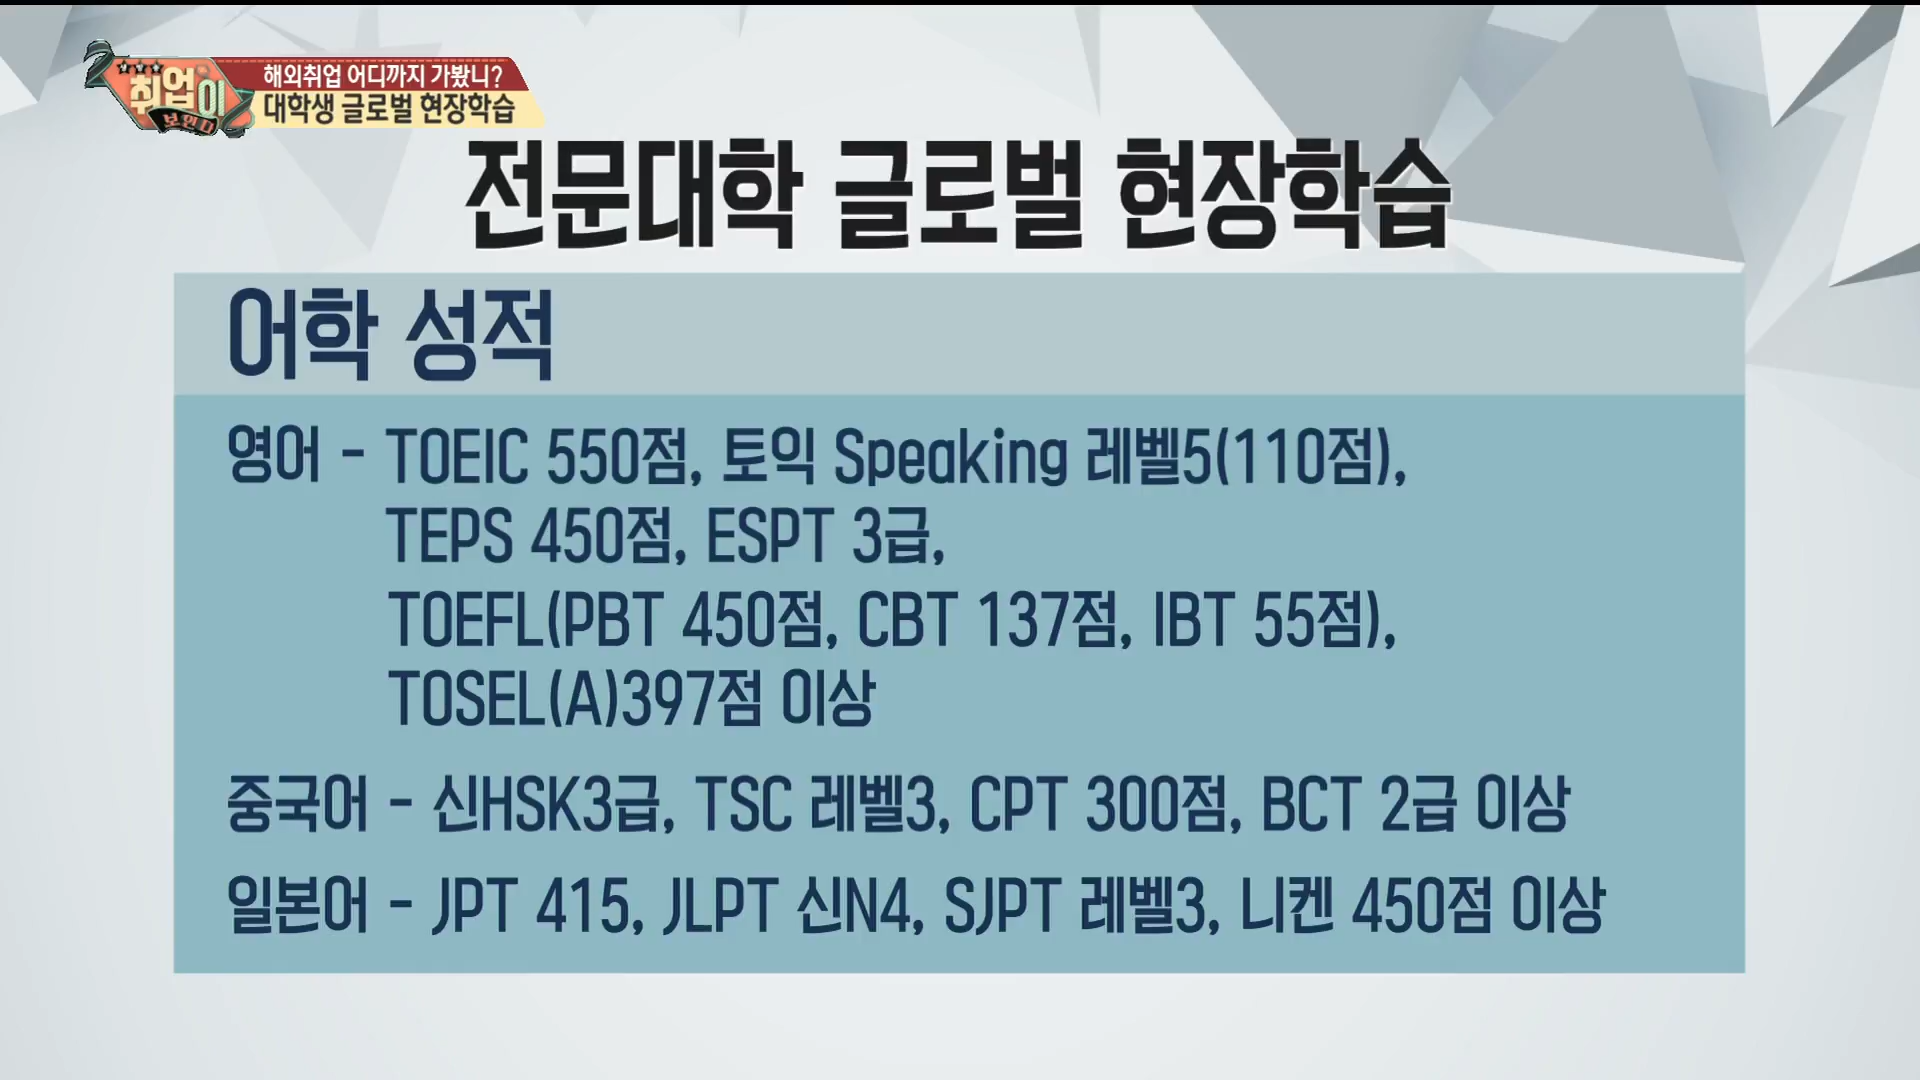 취업이
보인다
해외취업 어디까지 가봤니?
대학생 글로벌 현장학습
전문대학 글로벌 현장학습
어학 성적
영어 - TOEIC 550점, 토익 Speaking 레벨5(110점),
TEPS 450점, ESPT 3급,
TOEFL(PBT 450점, CBT 137점, IBT 55점),
TOSEL(A)397점 이상
중국어 - 신HSK3급, TSC 레벨3, CPT 300점, BCT 2급 이상
일본어 - JPT 415, JLPT 신N4, SJPT 레벨3, 니켄 450점 이상